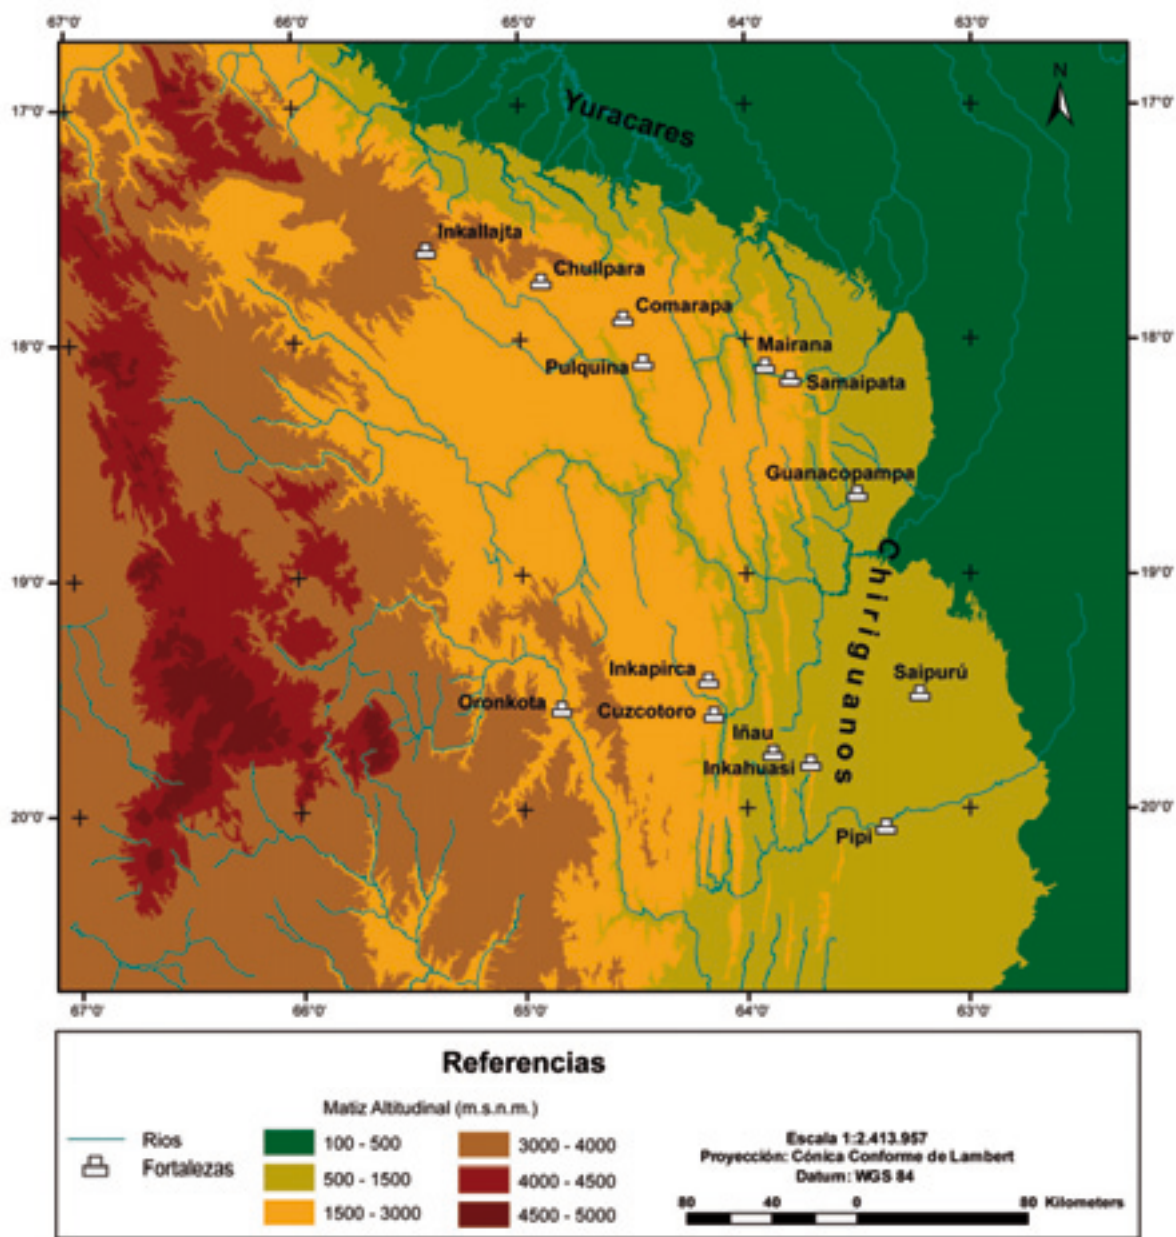 67°0' 66°0' 65°0' 64°0' 63°0'
N
17°0' 17°0'
Yuracares
Inkallajta
Chullpara
Comarapa
18°0' Mairana 18°0'
Pulquina
Samaipata
Guanacopampa
19°0' 19°0'
Chiriguanos
Inkapirca
Saipurú
Oronkota
Cuzcotoro
Iñau
Inkahuasi
20°0' 20°0'
Pipi
67°0' 66°0' 65°0' 64°0' 63°0'
Referencias
Matiz Altitudinal (m.s.n.m.)
Rios
Fortalezas
100 - 500
500 - 1500
1500 - 3000
3000 - 4000
4000 - 4500
4500 - 5000
Escala 1:2.413.957
Proyección: Cónica Conforme de Lambert
Datum: WGS 84
80 40 0 80 Kilometers